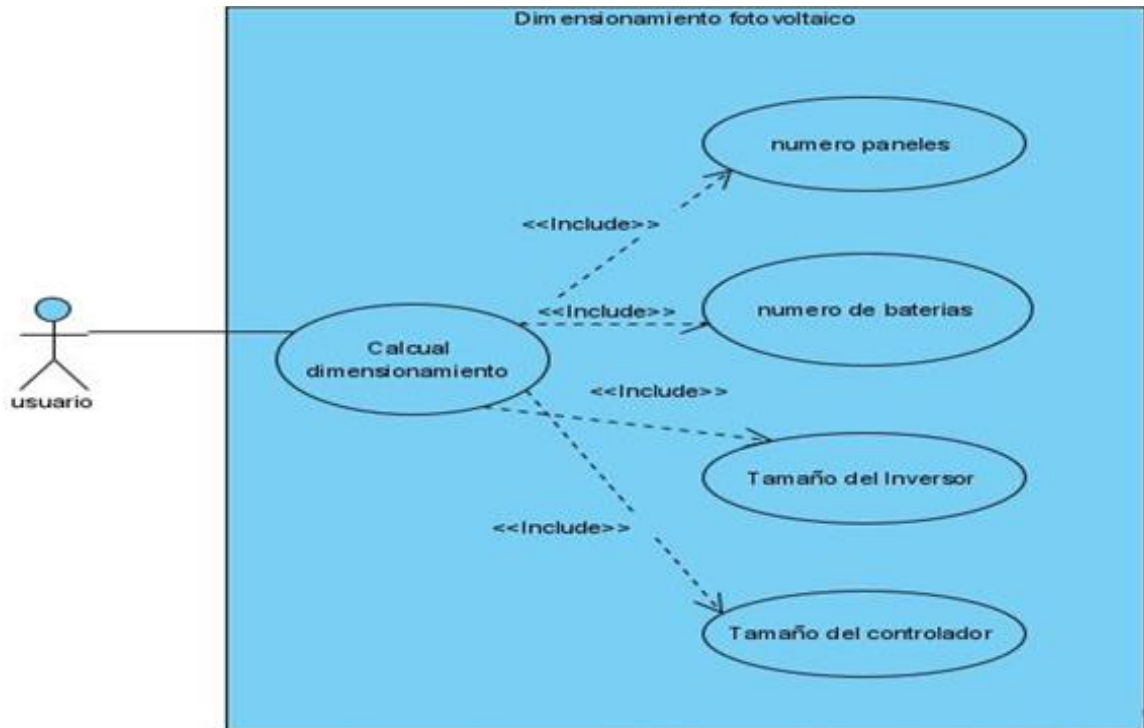 Dimensionamiento fotovoltaico
numero paneles
<<Include>>
<<Include>>
numero de baterias
Calcual
dimensionamiento
<<Include>>
usuario
Tamaño del Inversor
<<Include>>
Tamaño del controlador